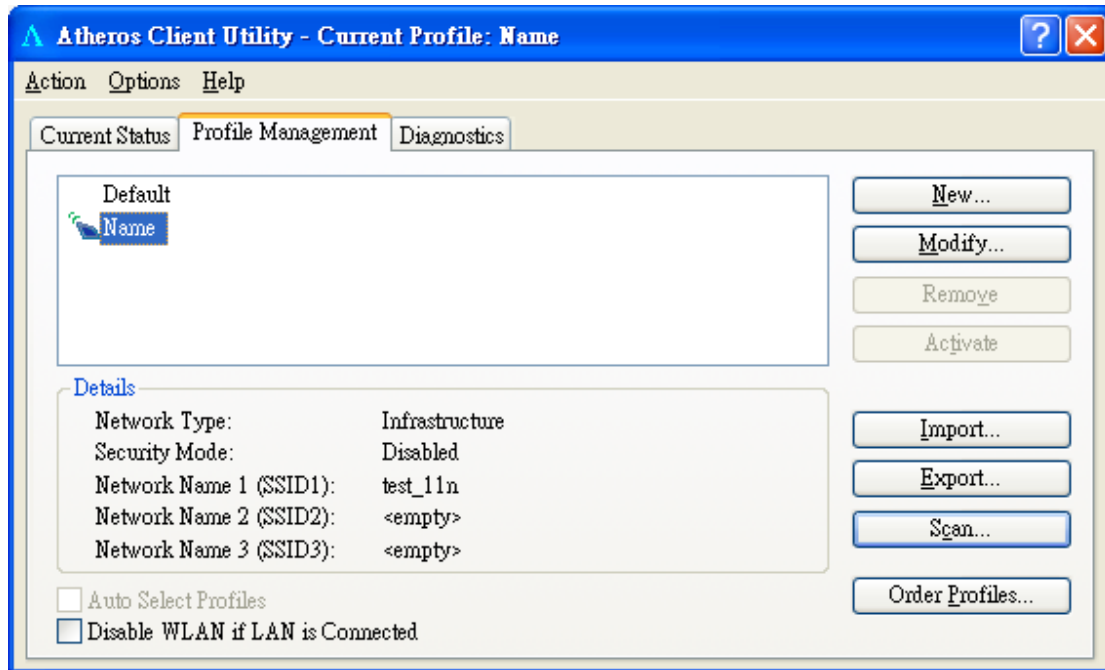 Atheros Client Utility - Current Profile: Name
Action Options Help
Current Status Profile Management Diagnostics
Default
Name
New...
Modify...
Remove
Activate
Details
Network Type: Infrastructure
Security Mode: Disabled
Network Name 1 (SSID1): test_11n
Network Name 2 (SSID2): <empty>
Network Name 3 (SSID3): <empty>
Import...
Export...
Scan...
Order Profiles...
Auto Select Profiles
Disable WLAN if LAN is Connected